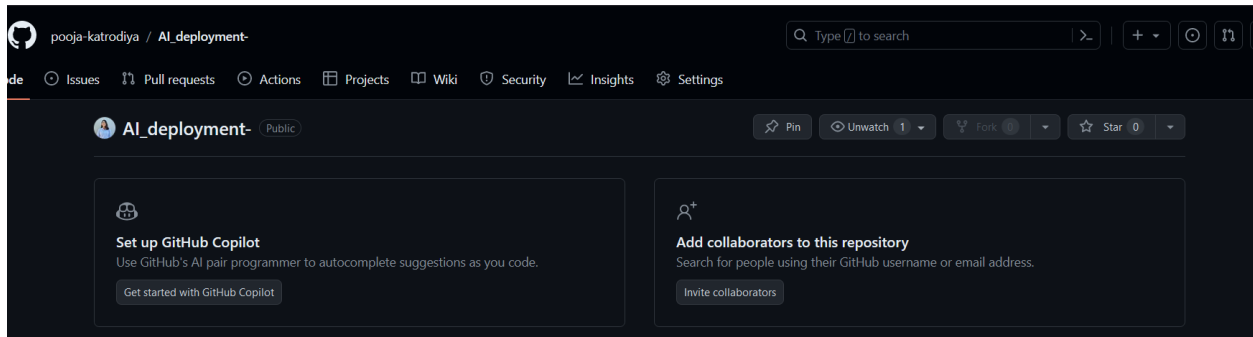 pooja-katrodiya / AI_deployment- Type / to search
Issues Pull requests Actions Projects Wiki Security Insights Settings
AI_deployment- Public Pin Unwatch 1 Fork 0 Star 0
Set up GitHub Copilot
Use GitHub's AI pair programmer to autocomplete suggestions as you code.
Get started with GitHub Copilot
Add collaborators to this repository
Search for people using their GitHub username or email address.
Invite collaborators